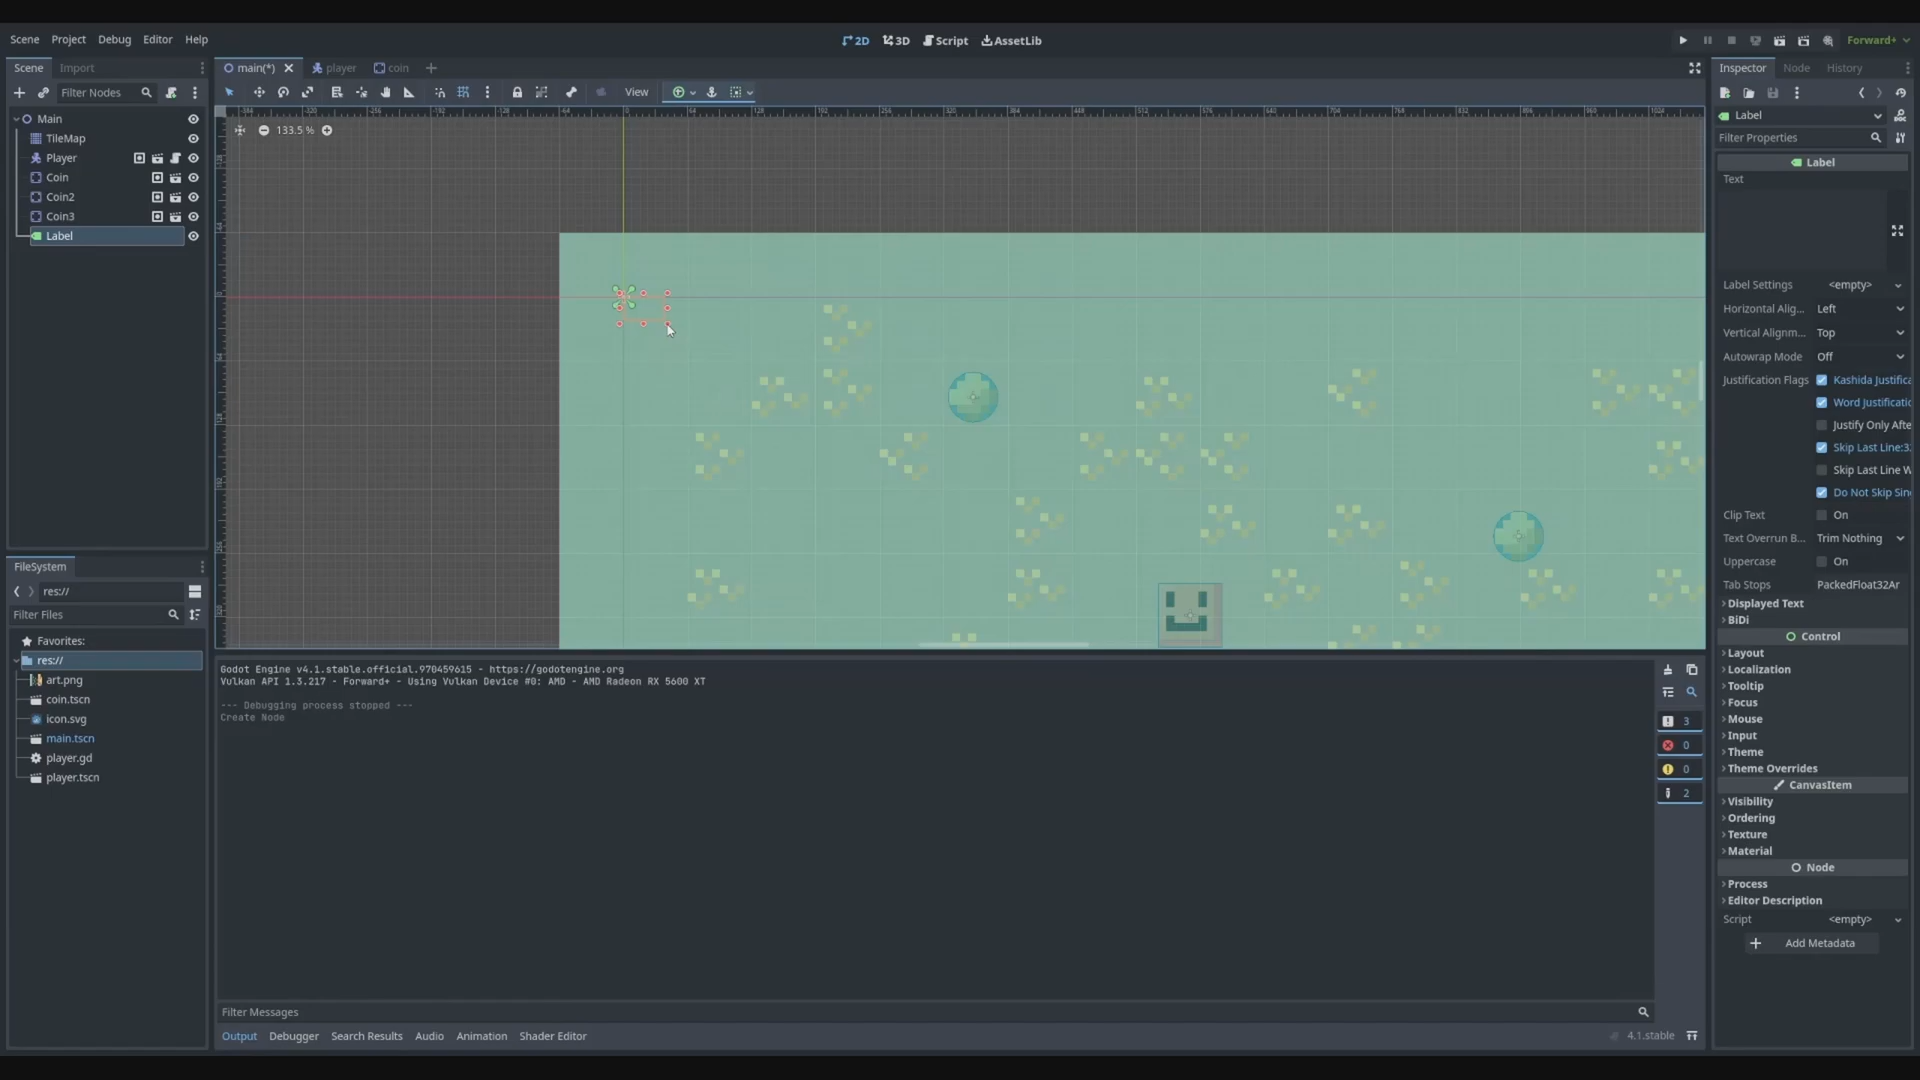 Scene Project Debug Editor Help
2D 3D Script AssetLib
Forward+
Scene Import
main(*) player coin
Inspector Node History
Filter Nodes
View
Main
TileMap
Player
Coin
Coin2
Coin3
Label
133.5 %
Label
Filter Properties
Label
Text
Label Settings <empty>
Horizontal Alig... Left
Vertical Alignm... Top
Autowrap Mode Off
Justification Flags Kashida Justifica
Word Justificatio
Justify Only Afte
Skip Last Line:3
Skip Last Line W
Do Not Skip Sin
Clip Text On
Text Overrun B... Trim Nothing
Uppercase On
Tab Stops PackedFloat32Ar
Displayed Text
BiDi
Control
Layout
Localization
Tooltip
Focus
Mouse
Input
Theme
Theme Overrides
CanvasItem
Visibility
Ordering
Texture
Material
Node
Process
Editor Description
Script <empty>
Add Metadata
FileSystem
res://
Filter Files
Favorites:
res://
art.png
coin.tscn
icon.svg
main.tscn
player.gd
player.tscn
Godot Engine v4.1.stable.official.970459615 - https://godotengine.org
Vulkan API 1.3.217 - Forward+ - Using Vulkan Device #0: AMD - AMD Radeon RX 5600 XT
--- Debugging process stopped ---
Create Node
3
0
0
2
Filter Messages
Output Debugger Search Results Audio Animation Shader Editor
4.1.stable